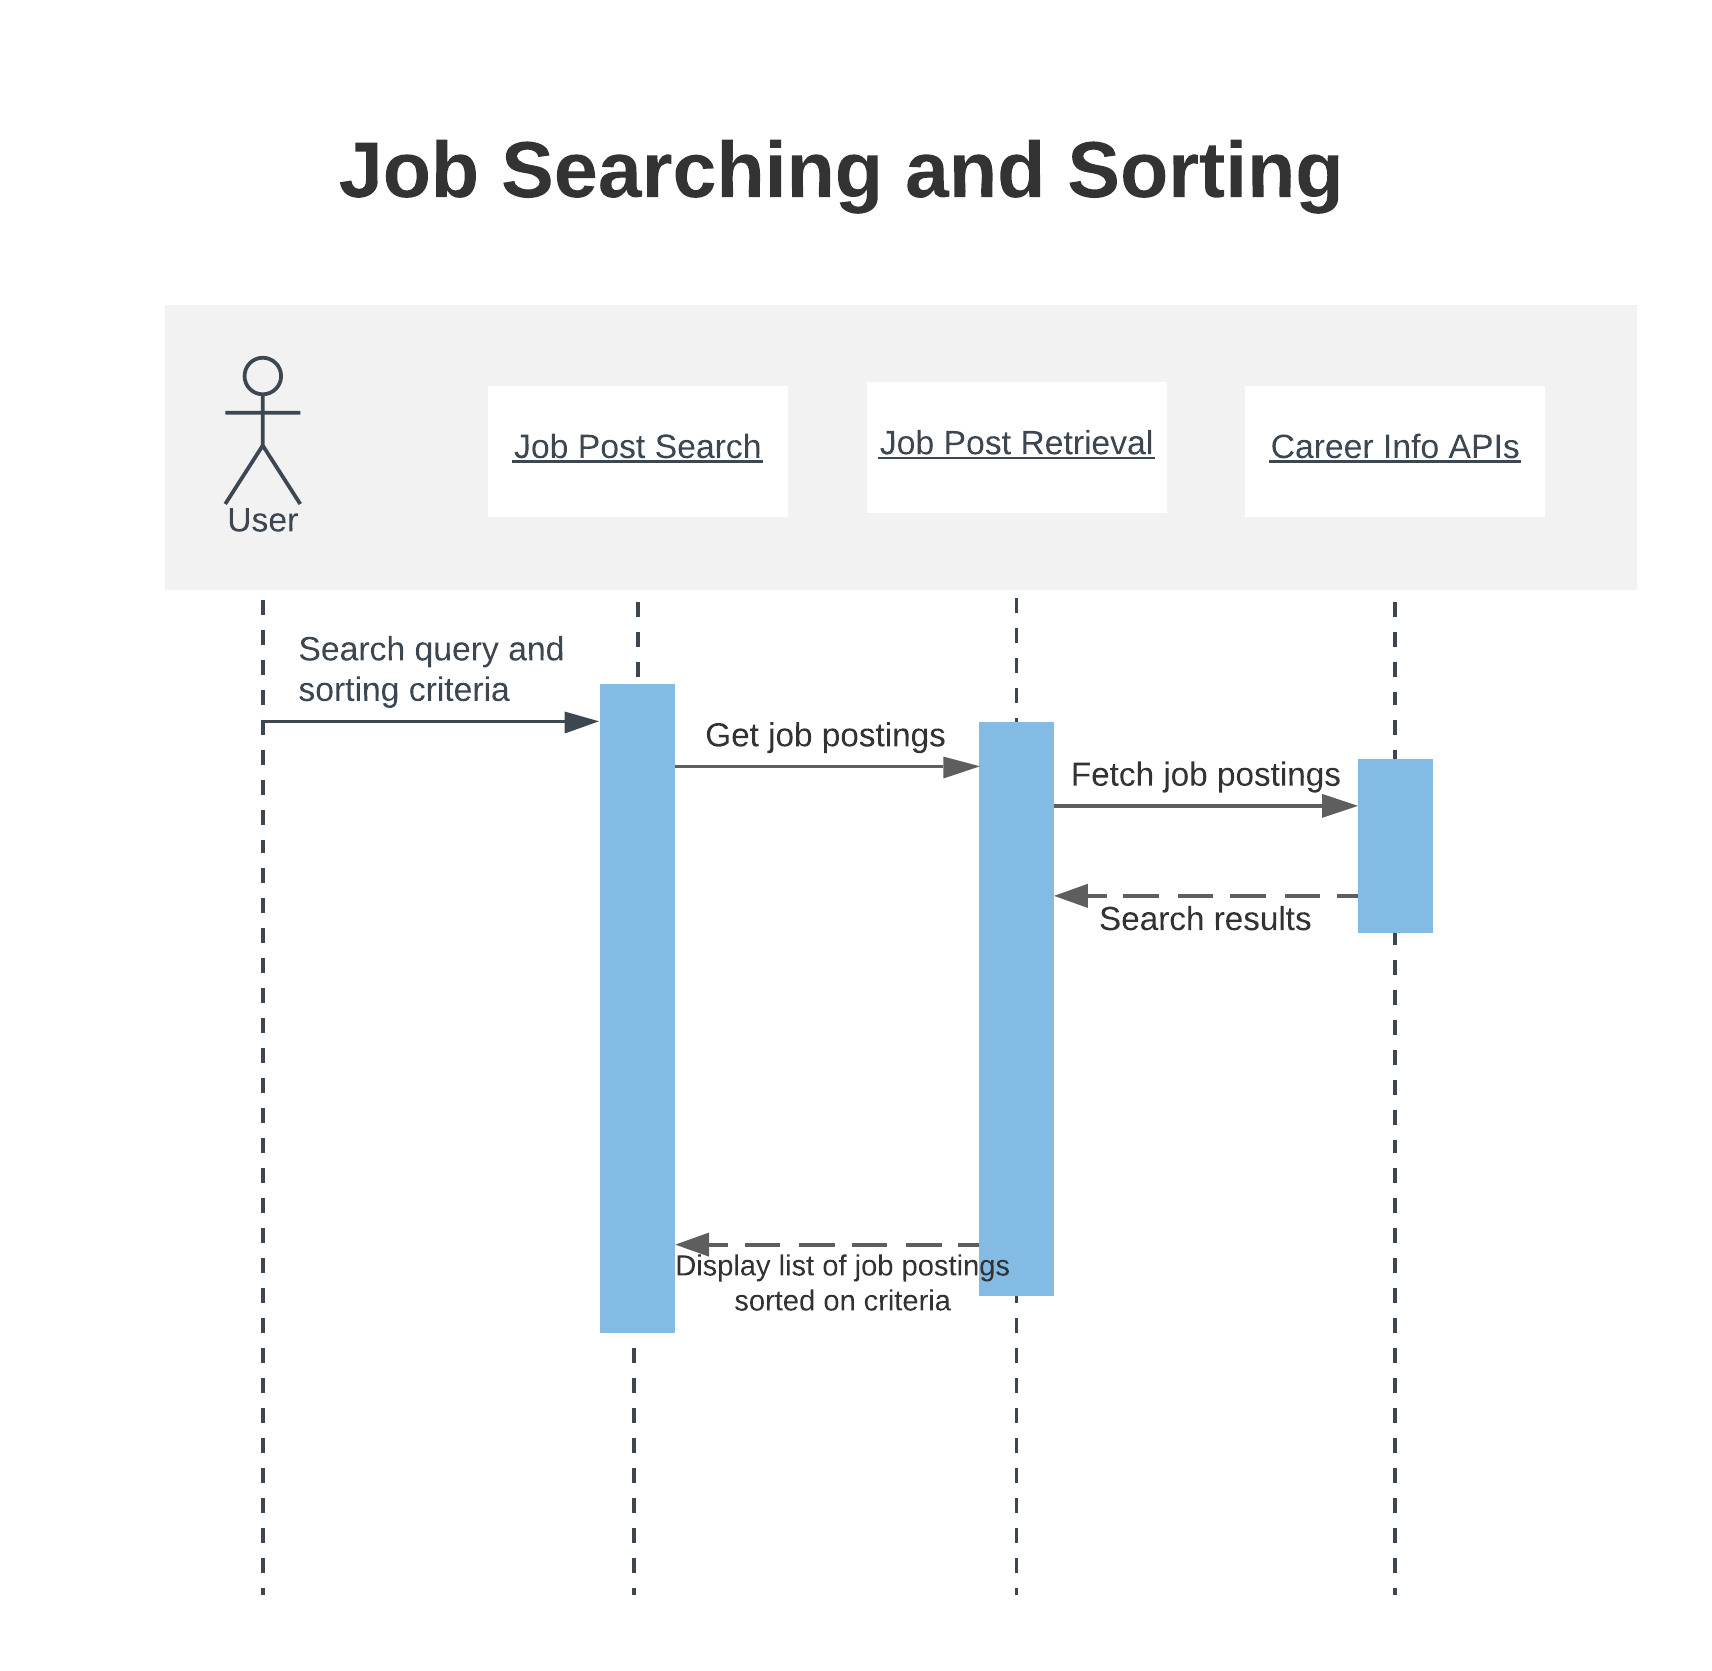 Job Searching and Sorting
User
Job Post Search
Job Post Retrieval
Career Info APIs
Search query and
sorting criteria
Get job postings
Fetch job postings
Search results
Display list of job postings
sorted on criteria